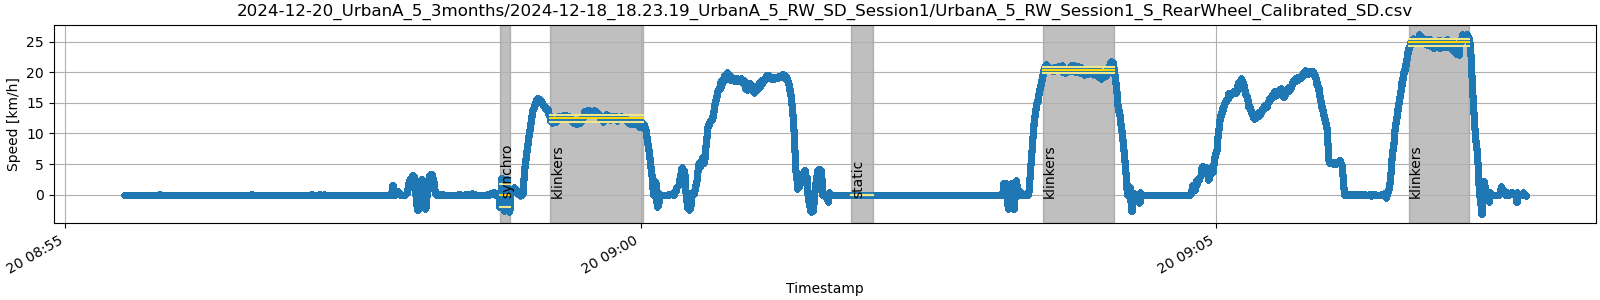 2024-12-20_UrbanA_5_3months/2024-12-18_18.23.19_UrbanA_5_RW_SD_Session1/UrbanA_5_RW_Session1_S_RearWheel_Calibrated_SD.csv
Speed [km/h]
25
20
15
10
5
0
synchro
klinkers
static
klinkers
klinkers
20 08:55
20 09:00
20 09:05
Timestamp